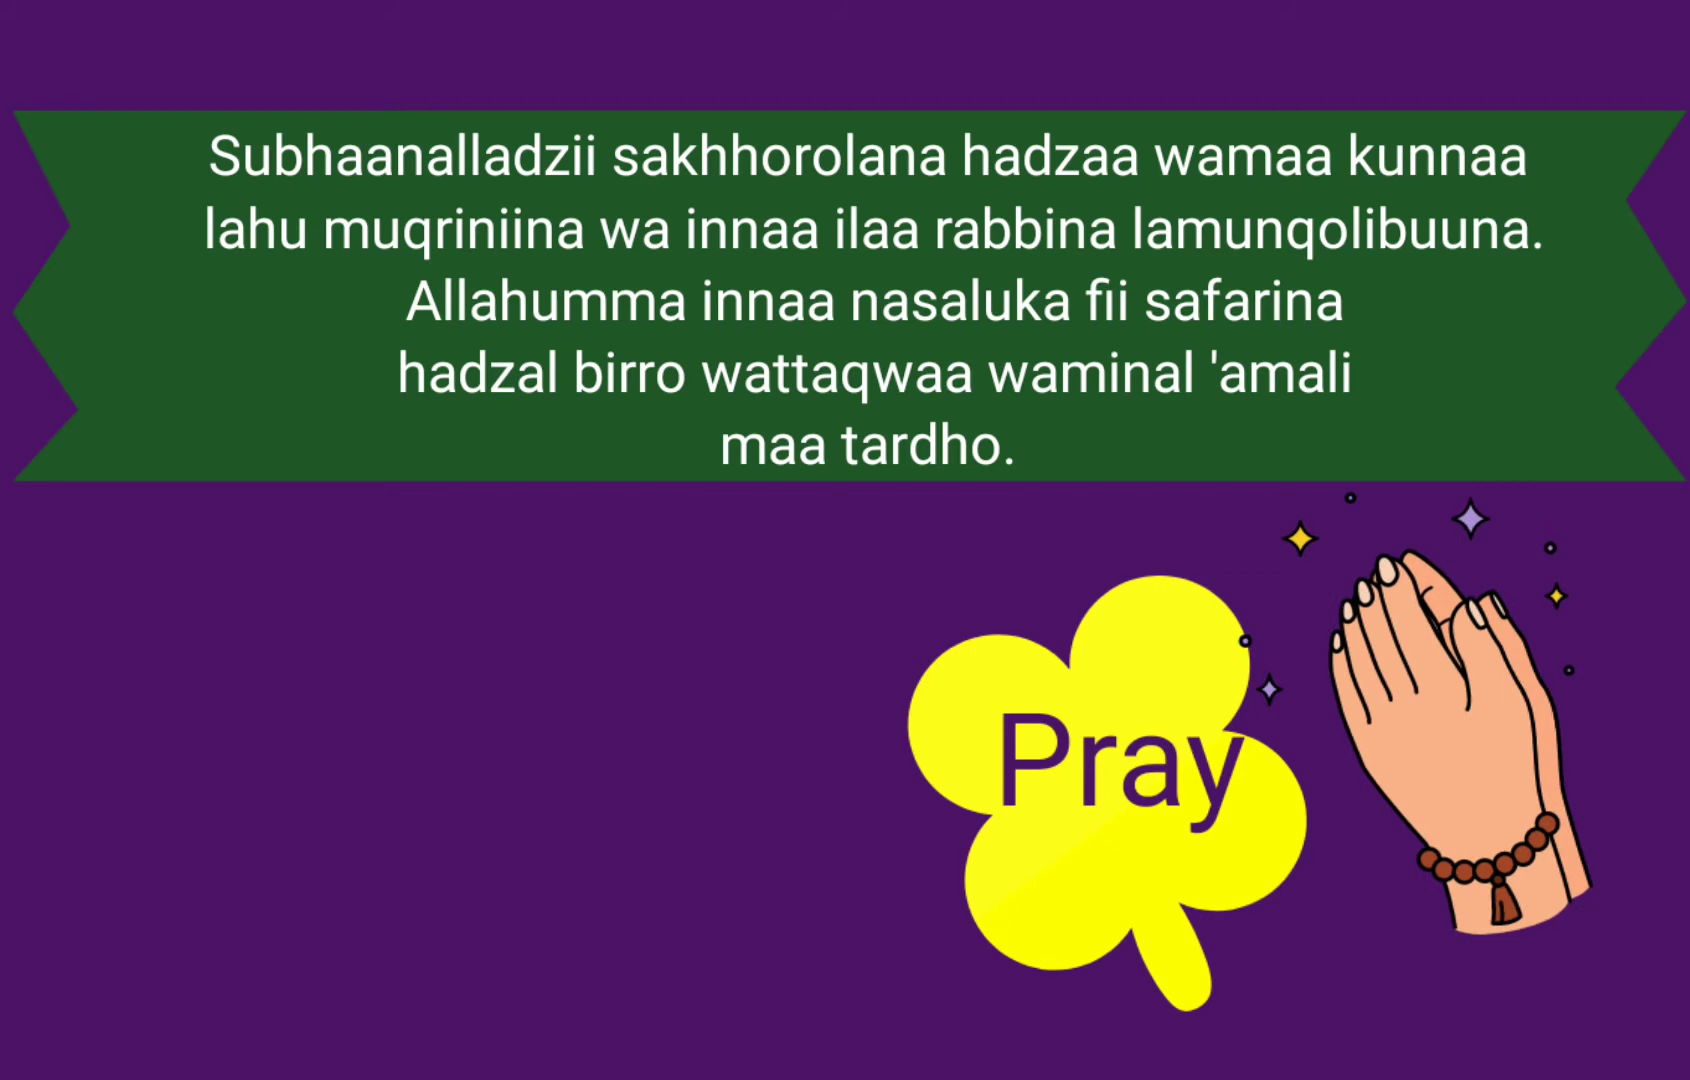 Subhaanalladzii sakhhorolana hadzaa wamaa kunnaa
lahu muqriniina wa innaa ilaa rabbina lamunqolibuuna.
Allahumma innaa nasaluka fii safarina
hadzal birro wattaqwaa waminal 'amali
maa tardho.
Pray